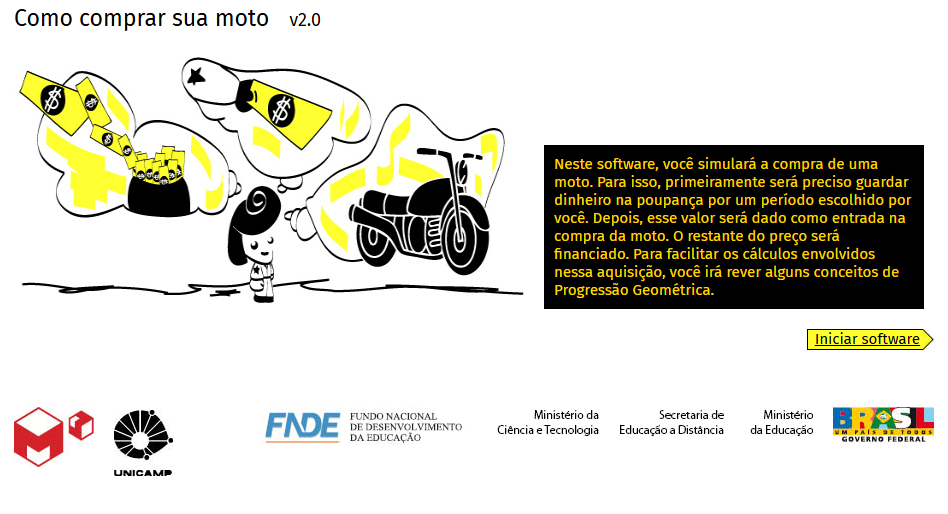 Como comprar sua moto v2.0
Neste software, você simulará a compra de uma
moto. Para isso, primeiramente será preciso guardar
dinheiro na poupança por um período escolhido por
você. Depois, esse valor será dado como entrada na
compra da moto. O restante do preço será
financiado. Para facilitar os cálculos envolvidos
nessa aquisição, você irá rever alguns conceitos de
Progressão Geométrica.
Iniciar software
UNICAMP
FNDE
FUNDO NACIONAL
DE DESENVOLVIMENTO
DA EDUCAÇÃO
Ministério da
Ciência e Tecnologia
Secretaria de
Educação a Distância
Ministério
da Educação
BRASIL
UM PAÍS DE TODOS
GOVERNO FEDERAL